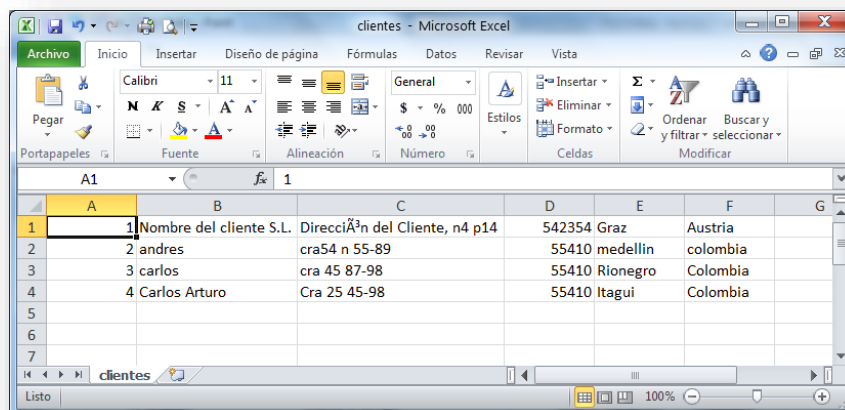 clientes - Microsoft Excel
Archivo Inicio Insertar Diseño de página Fórmulas Datos Revisar Vista
Pegar
Calibri 11
N K S A A
A
General
$ % 000
Estilos
Insertar
Eliminar
Formato
Σ
Ordenar y filtrar
Buscar y seleccionar
Portapapeles Fuente Alineación Número Celdas Modificar
A1 fx 1
A B C D E F G
1 1 Nombre del cliente S.L. DirecciÃ³n del Cliente, n4 p14 542354 Graz Austria
2 2 andres cra54 n 55-89 55410 medellin colombia
3 3 carlos cra 45 87-98 55410 Rionegro Colombia
4 4 Carlos Arturo Cra 25 45-98 55410 Itagui Colombia
5
6
7
clientes
Listo 100%